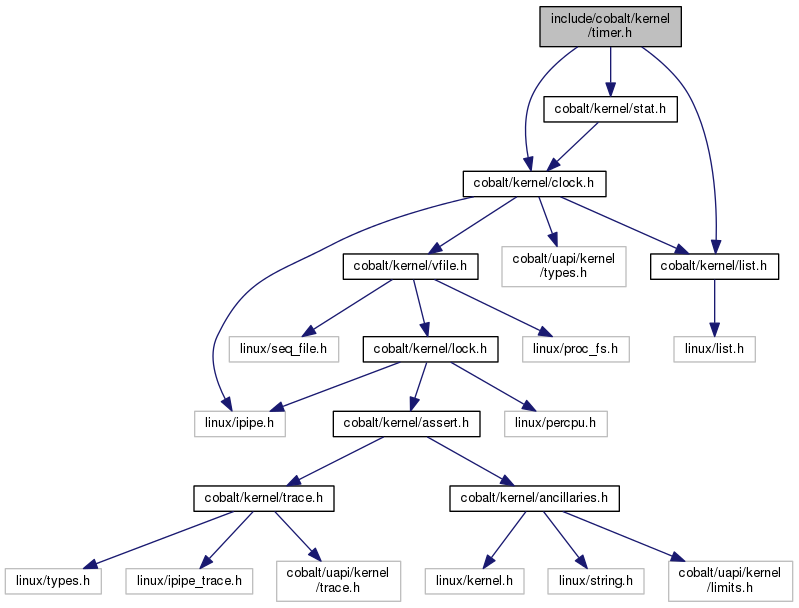 include/cobalt/kernel
/timer.h
cobalt/kernel/stat.h
cobalt/kernel/clock.h
cobalt/kernel/vfile.h
cobalt/uapi/kernel
/types.h
cobalt/kernel/list.h
linux/seq_file.h
cobalt/kernel/lock.h
linux/proc_fs.h
linux/list.h
linux/ipipe.h
cobalt/kernel/assert.h
linux/percpu.h
cobalt/kernel/trace.h
cobalt/kernel/ancillaries.h
linux/types.h
linux/ipipe_trace.h
cobalt/uapi/kernel
/trace.h
linux/kernel.h
linux/string.h
cobalt/uapi/kernel
/limits.h